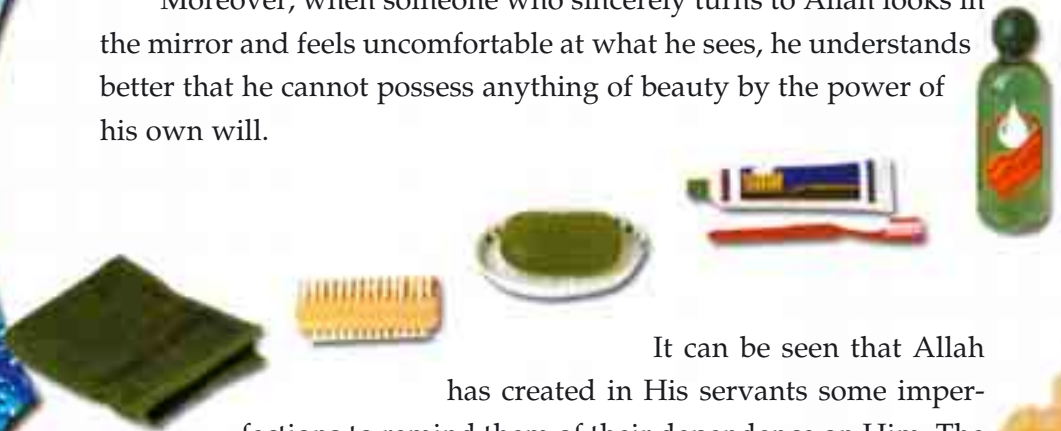 Moreover, when someone who sincerely turns to Allah looks in
the mirror and feels uncomfortable at what he sees, he understands
better that he cannot possess anything of beauty by the power of
his own will.
It can be seen that Allah
has created in His servants some imper-
fections to remind them of their dependence on Him. The